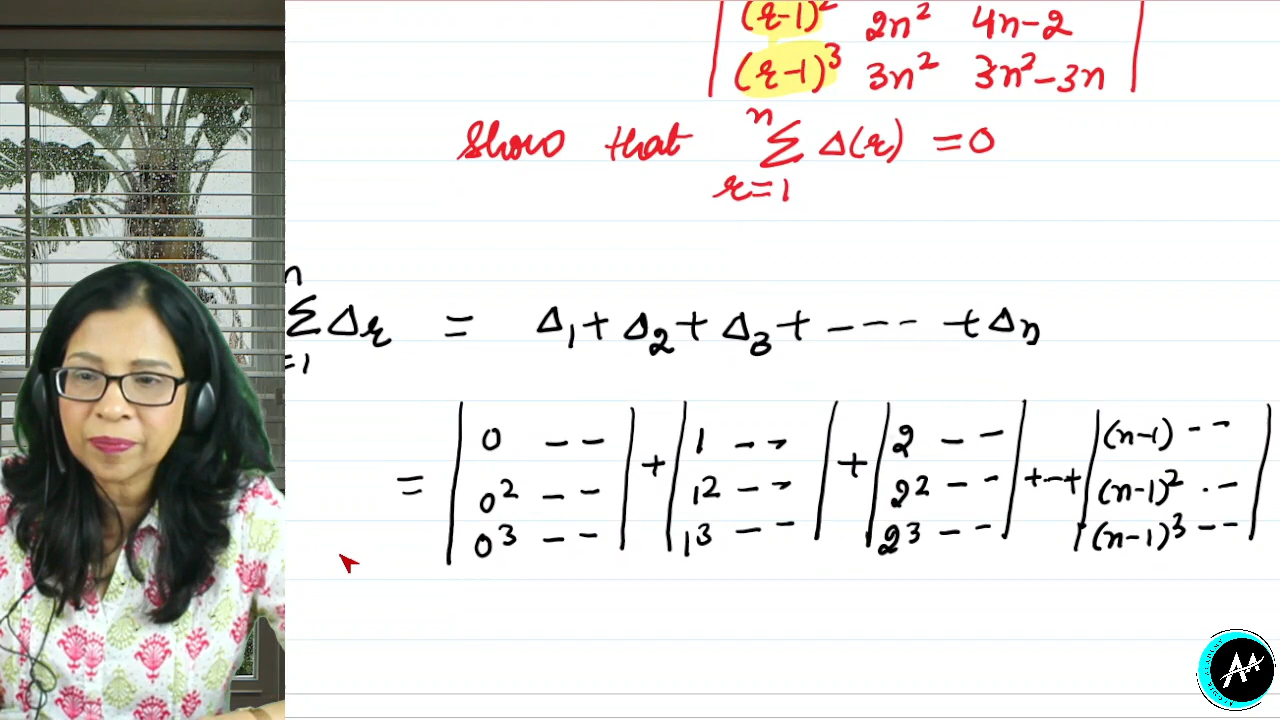 (r-1)² 2n² 4n-2
(r-1)³ 3n² 3n²-3n
Show that n Σ r=1 Δ(r) = 0
n Σ =1 Δr = Δ₁ + Δ₂ + Δ₃ + ---- + Δn
= | 0 -- | + | 1 -- | + | 2 -- | + -- + | (n-1) -- |
| 0² -- | | 1² -- | | 2² -- | | (n-1)² -- |
| 0³ -- | | 1³ -- | | 2³ -- | | (n-1)³ -- |